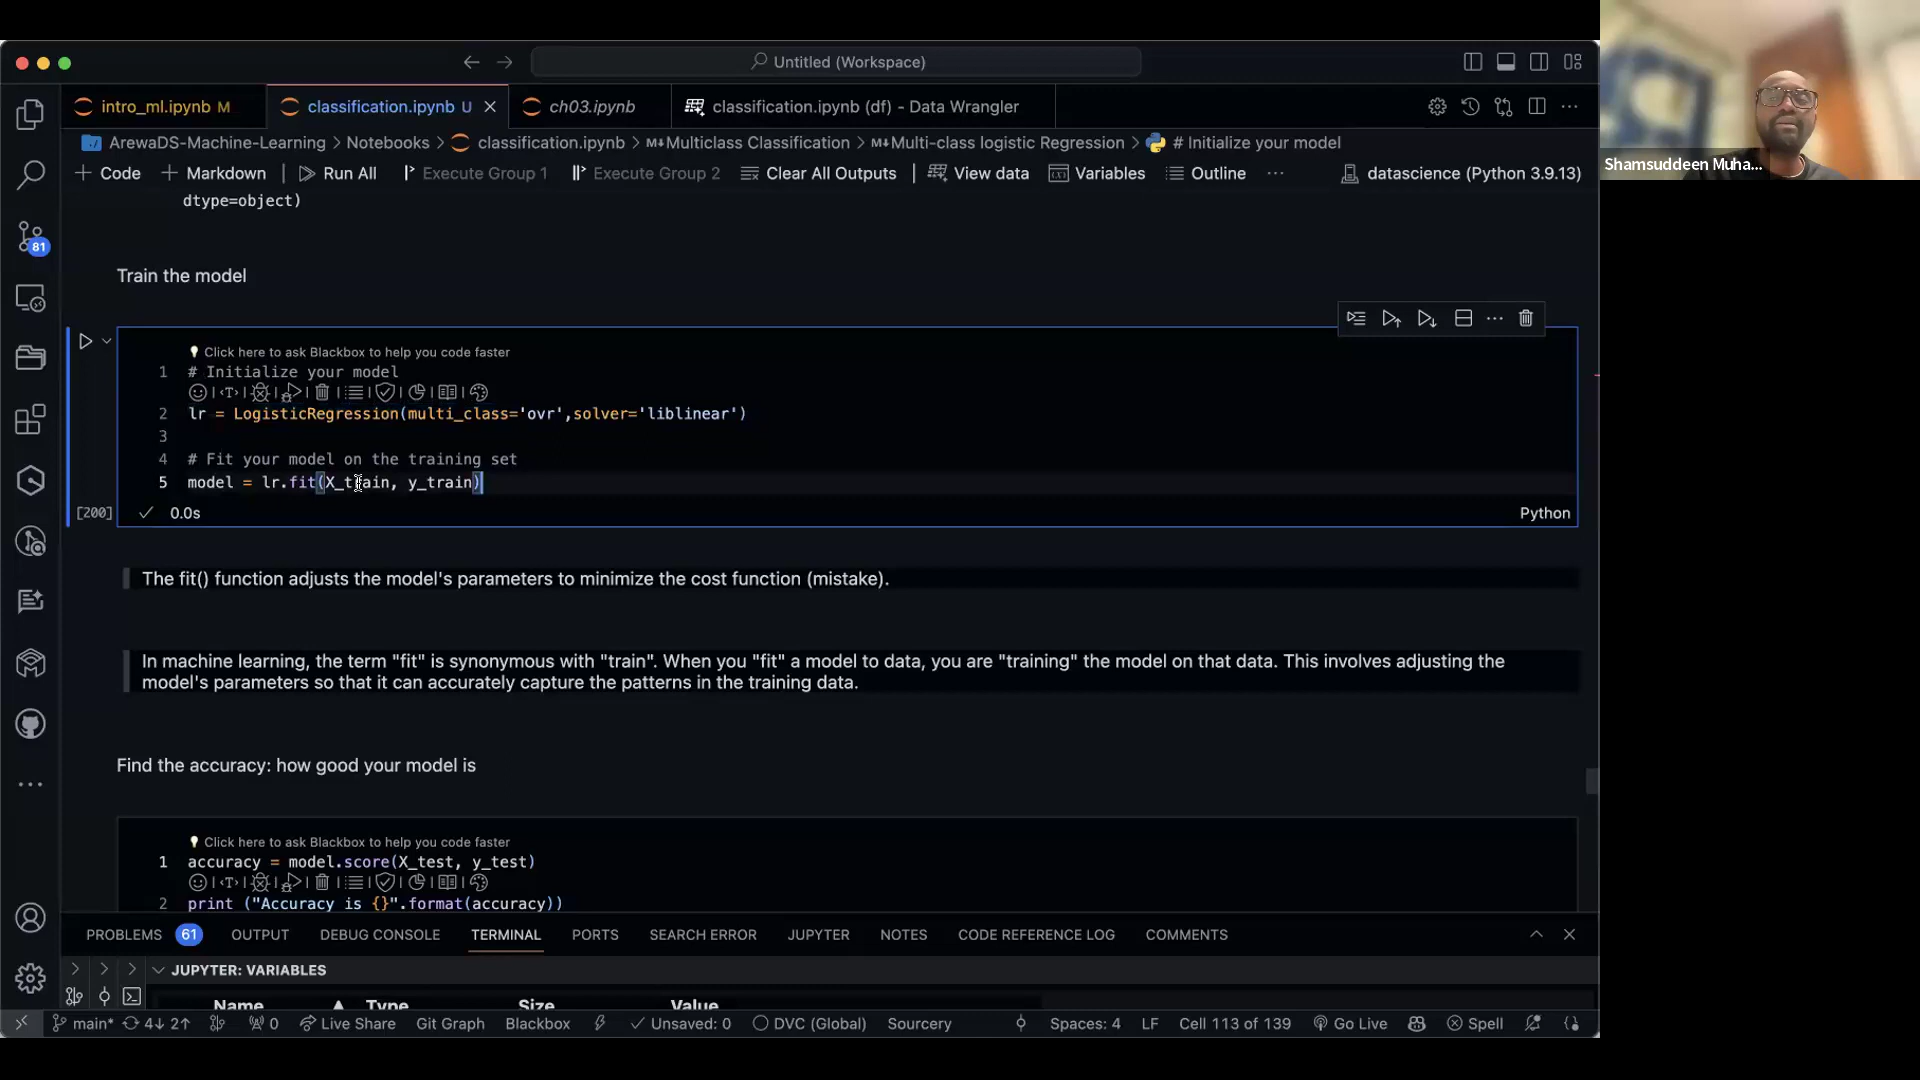 Untitled (Workspace)
intro_ml.ipynb M
classification.ipynb U
ch03.ipynb
classification.ipynb (df) - Data Wrangler
ArewaDS-Machine-Learning > Notebooks > classification.ipynb > Multiclass Classification > Multi-class logistic Regression > # Initialize your model
+ Code + Markdown Run All Execute Group 1 Execute Group 2 Clear All Outputs View data Variables Outline ... datascience (Python 3.9.13)
Shamsuddeen Muha...
dtype=object)
81
Train the model
Click here to ask Blackbox to help you code faster
1 # Initialize your model
2 lr = LogisticRegression(multi_class='ovr',solver='liblinear')
3
4 # Fit your model on the training set
5 model = lr.fit(X_train, y_train)
[200] 0.0s Python
The fit() function adjusts the model's parameters to minimize the cost function (mistake).
In machine learning, the term "fit" is synonymous with "train". When you "fit" a model to data, you are "training" the model on that data. This involves adjusting the
model's parameters so that it can accurately capture the patterns in the training data.
Find the accuracy: how good your model is
Click here to ask Blackbox to help you code faster
1 accuracy = model.score(X_test, y_test)
2 print ("Accuracy is {}".format(accuracy))
PROBLEMS 61 OUTPUT DEBUG CONSOLE TERMINAL PORTS SEARCH ERROR JUPYTER NOTES CODE REFERENCE LOG COMMENTS
JUPYTER: VARIABLES
Name Type Size Value
main* 4↓ 2↑ 0 Live Share Git Graph Blackbox Unsaved: 0 DVC (Global) Sourcery Spaces: 4 LF Cell 113 of 139 Go Live Spell